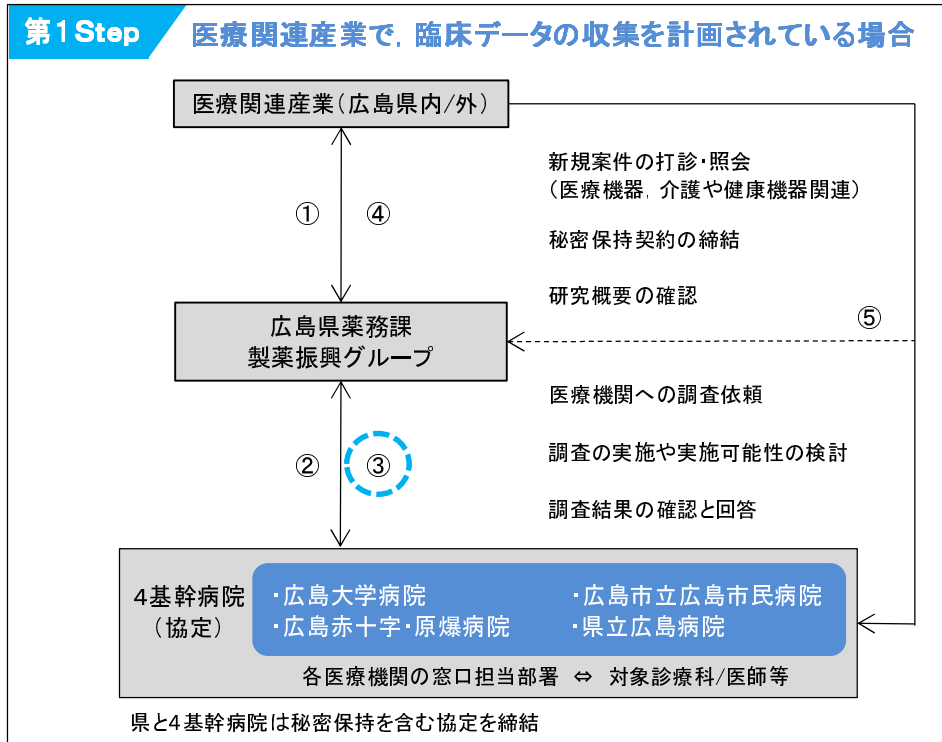 第1Step
医療関連産業で，臨床データの収集を計画されている場合
医療関連産業(広島県内/外)
新規案件の打診・照会
(医療機器，介護や健康機器関連)
① ④
秘密保持契約の締結
研究概要の確認
広島県薬務課
製薬振興グループ
⑤
医療機関への調査依頼
② ③
調査の実施や実施可能性の検討
調査結果の確認と回答
4基幹病院
(協定)
・広島大学病院
・広島市立広島市民病院
・広島赤十字・原爆病院
・県立広島病院
各医療機関の窓口担当部署 ⇔ 対象診療科/医師等
県と4基幹病院は秘密保持を含む協定を締結